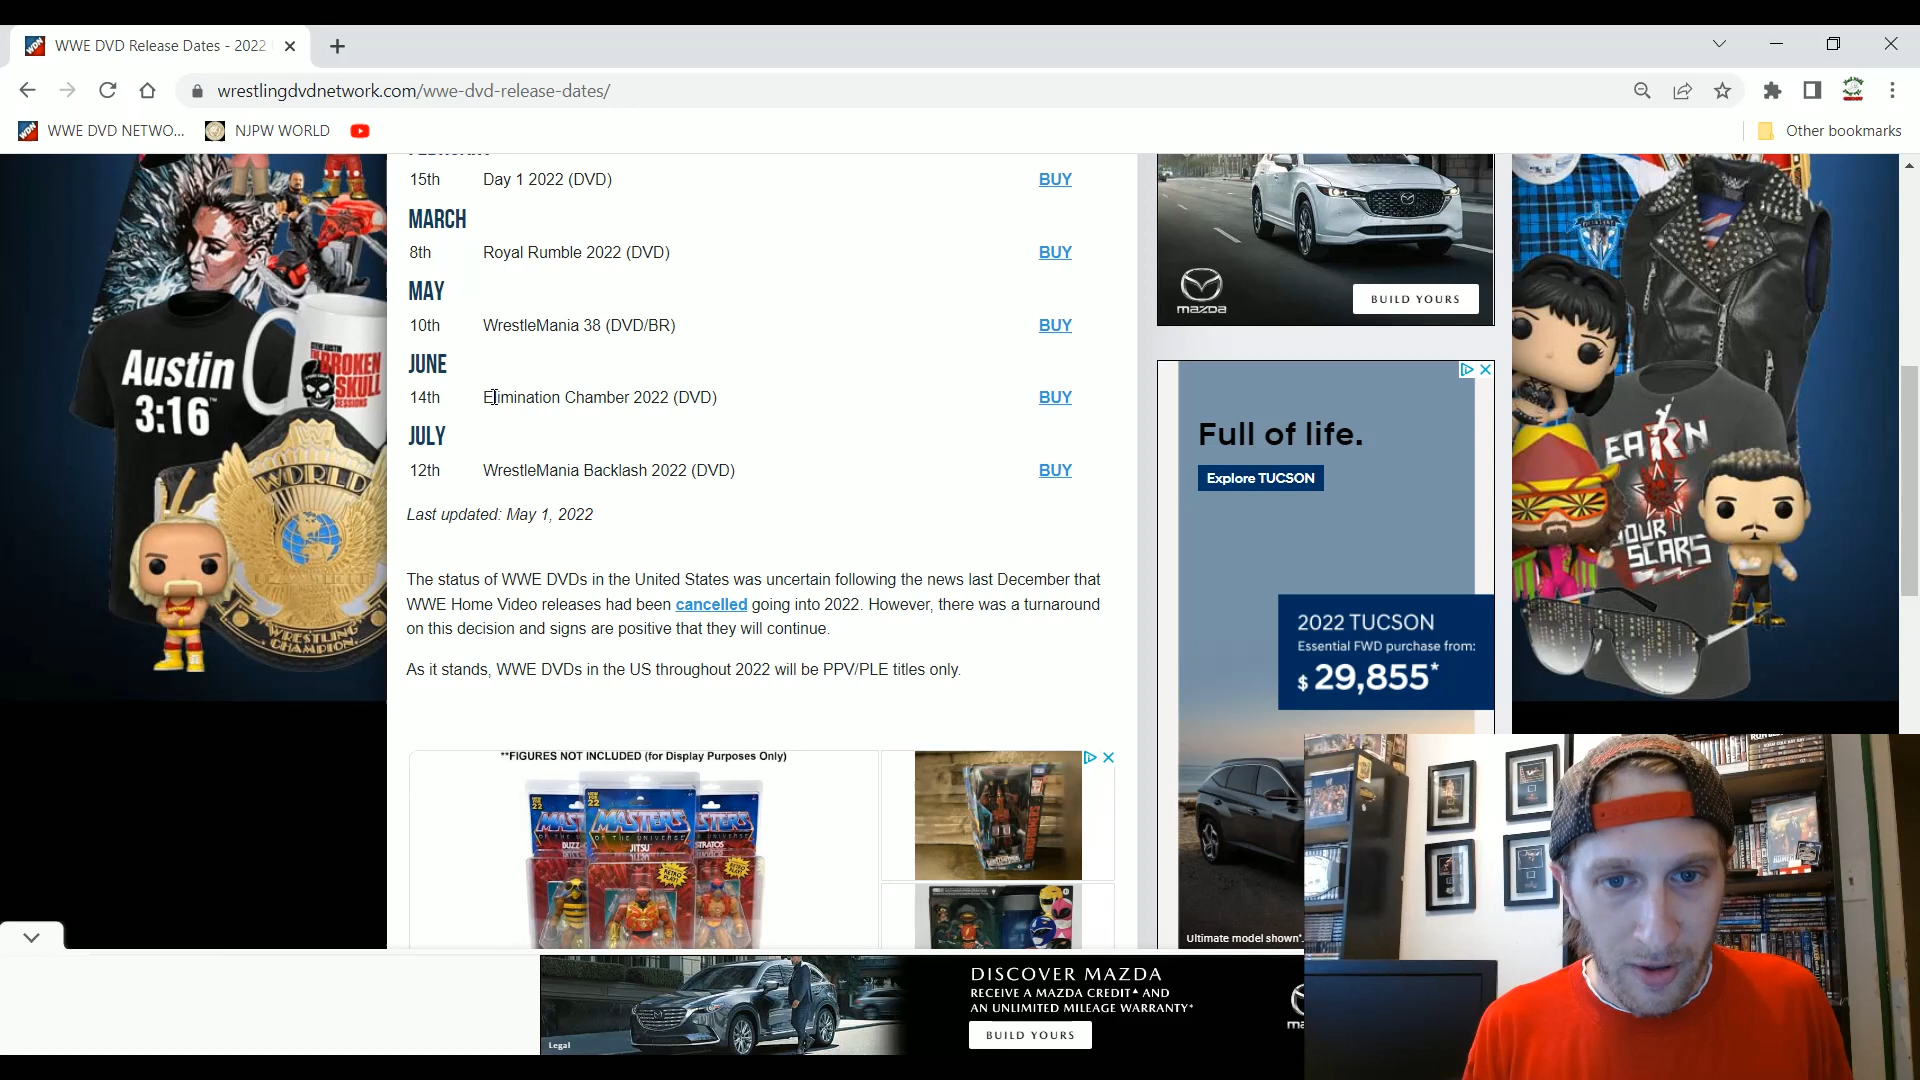 WWE DVD Release Dates - 2022
wrestlingdvdnetwork.com/wwe-dvd-release-dates/
WWE DVD NETWO...
NJPW WORLD
Other bookmarks
15th Day 1 2022 (DVD) BUY
MARCH
8th Royal Rumble 2022 (DVD) BUY
MAY
10th WrestleMania 38 (DVD/BR) BUY
JUNE
14th Elimination Chamber 2022 (DVD) BUY
JULY
12th WrestleMania Backlash 2022 (DVD) BUY
Last updated: May 1, 2022
The status of WWE DVDs in the United States was uncertain following the news last December that
WWE Home Video releases had been cancelled going into 2022. However, there was a turnaround
on this decision and signs are positive that they will continue.
As it stands, WWE DVDs in the US throughout 2022 will be PPV/PLE titles only.
**FIGURES NOT INCLUDED (for Display Purposes Only)
MASTERS
OF THE UNIVERSE
JITSU
Austin
3:16
STEVE AUSTIN
THE BROKEN
SKULL
SESSIONS
WORLD
WRESTLING
CHAMPION
mazda
BUILD YOURS
Full of life.
Explore TUCSON
2022 TUCSON
Essential FWD purchase from:
$ 29,855*
Ultimate model shown*.
EARN
YOUR
SCARS
DISCOVER MAZDA
RECEIVE A MAZDA CREDIT* AND
AN UNLIMITED MILEAGE WARRANTY*
BUILD YOURS
Legal